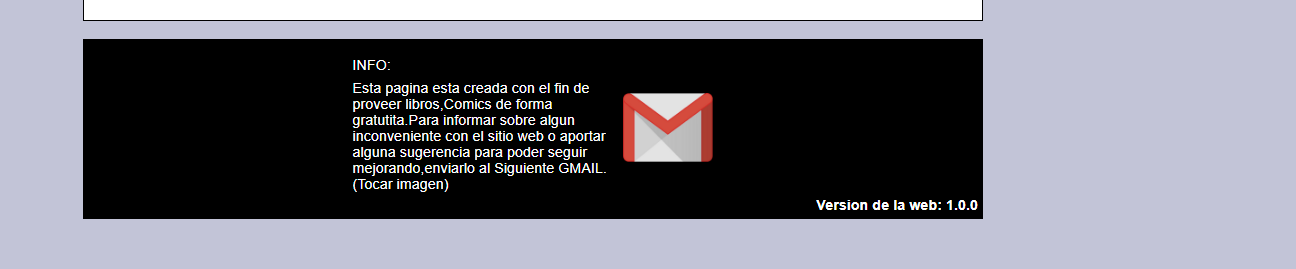 INFO:
Esta pagina esta creada con el fin de
proveer libros,Comics de forma
gratutita.Para informar sobre algun
inconveniente con el sitio web o aportar
alguna sugerencia para poder seguir
mejorando,enviarlo al Siguiente GMAIL.
(Tocar imagen)
Version de la web: 1.0.0